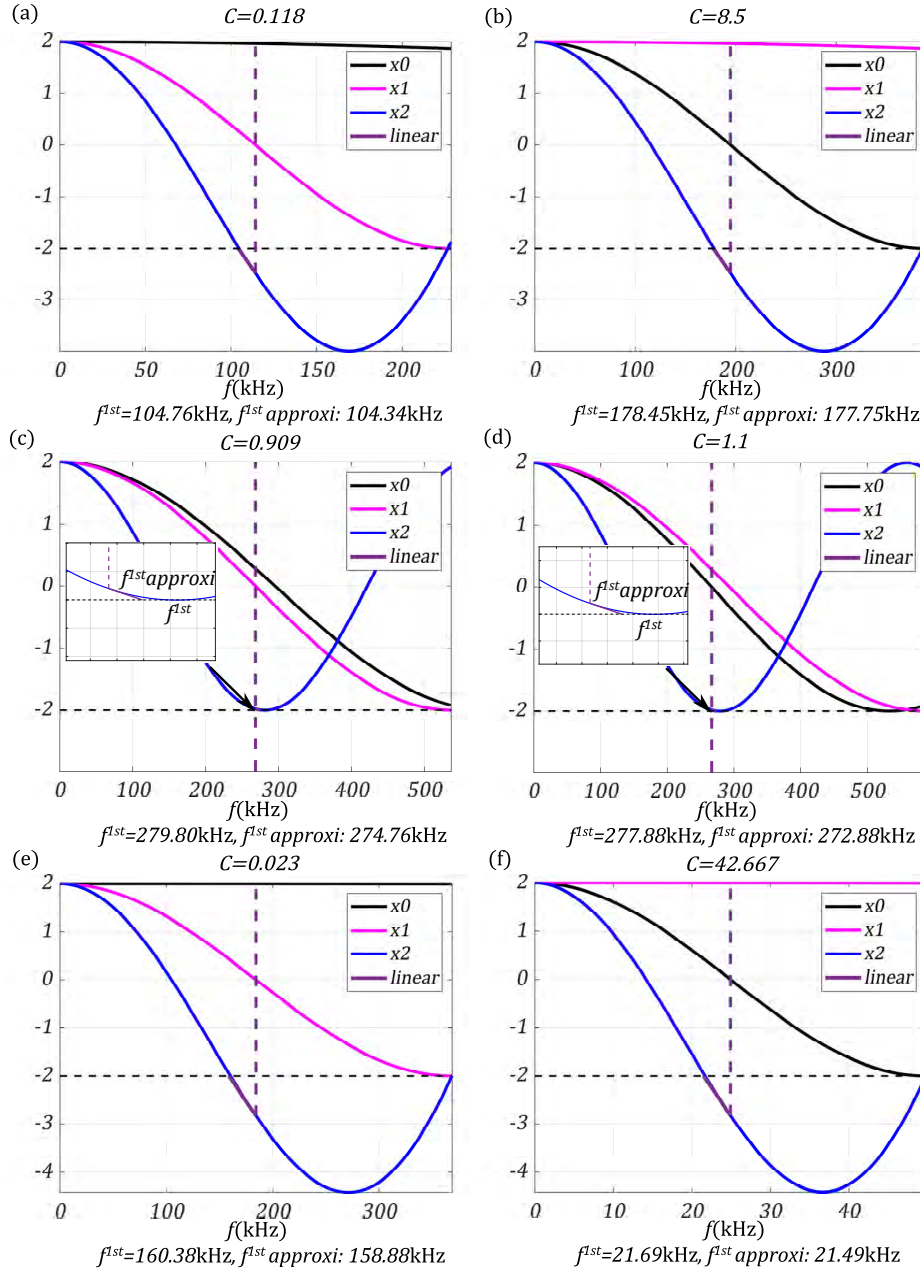 (a)
C=0.118
2
1
0
-1
-2
-3
x0
x1
x2
linear
0 50 100 150 200
f(kHz)
f1st=104.76kHz, f1st approxi: 104.34kHz
(b)
C=8.5
2
1
0
-1
-2
-3
x0
x1
x2
linear
0 100 200 300
f(kHz)
f1st=178.45kHz, f1st approxi: 177.75kHz
(c)
C=0.909
2
1
0
-1
-2
x0
x1
x2
linear
f1st approxi
f1st
0 100 200 300 400 500
f(kHz)
f1st=279.80kHz, f1st approxi: 274.76kHz
(d)
C=1.1
2
1
0
-1
-2
x0
x1
x2
linear
f1st approxi
f1st
0 100 200 300 400 500
f(kHz)
f1st=277.88kHz, f1st approxi: 272.88kHz
(e)
C=0.023
2
1
0
-1
-2
-3
-4
x0
x1
x2
linear
0 100 200 300
f(kHz)
f1st=160.38kHz, f1st approxi: 158.88kHz
(f)
C=42.667
2
1
0
-1
-2
-3
-4
x0
x1
x2
linear
0 10 20 30 40
f(kHz)
f1st=21.69kHz, f1st approxi: 21.49kHz